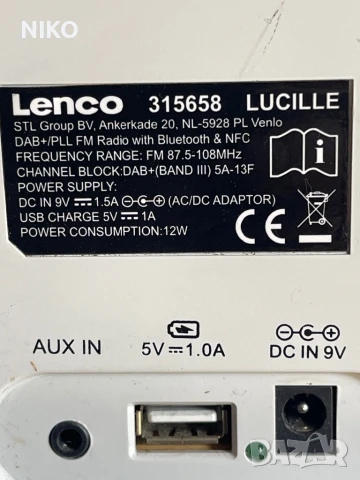 NIKO
Lenco 315658 LUCILLE
STL Group BV, Ankerkade 20, NL-5928 PL Venlo
DAB+/PLL FM Radio with Bluetooth & NFC
FREQUENCY RANGE: FM 87.5-108MHz
CHANNEL BLOCK:DAB+(BAND III) 5A-13F
POWER SUPPLY:
DC IN 9V ⎓ 1.5A (AC/DC ADAPTOR)
USB CHARGE 5V ⎓ 1A
POWER CONSUMPTION:12W
CE
AUX IN
5V⎓1.0A
DC IN 9V
bazar